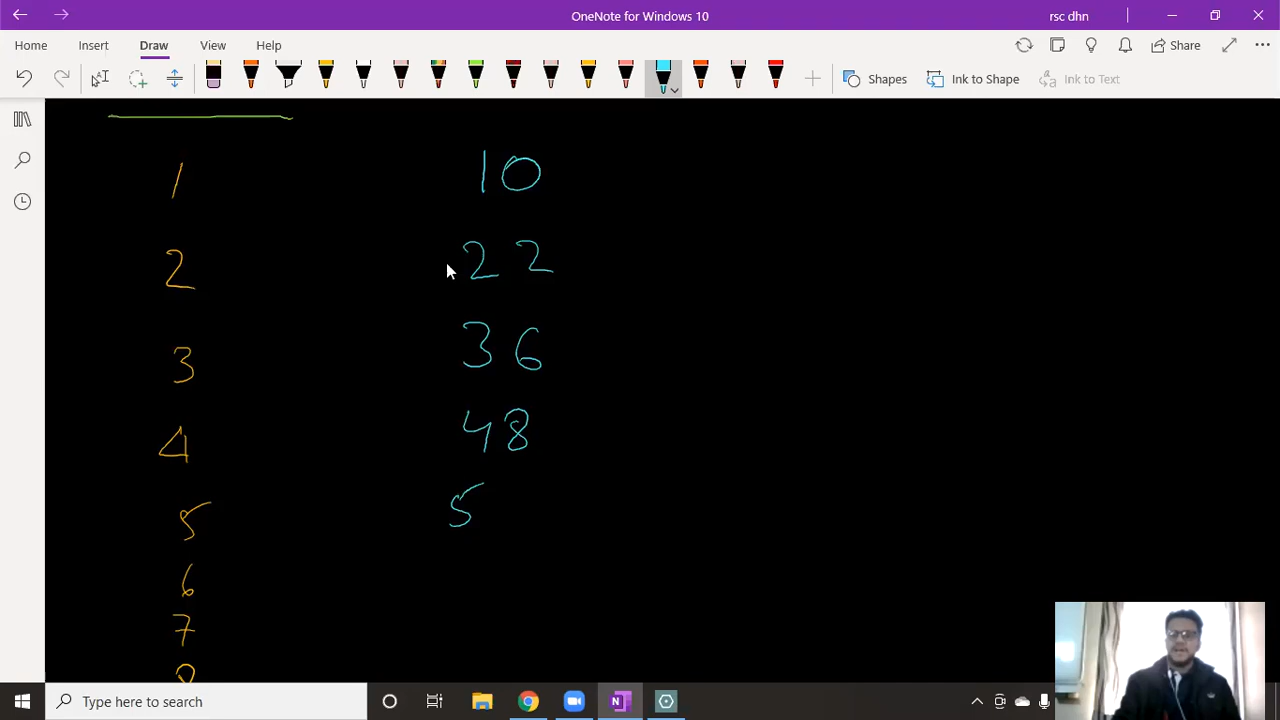 OneNote for Windows 10
rsc dhn
Home Insert Draw View Help
Share
Shapes Ink to Shape Ink to Text
1 10
2 22
3 36
4 48
5 5
6
7
Type here to search